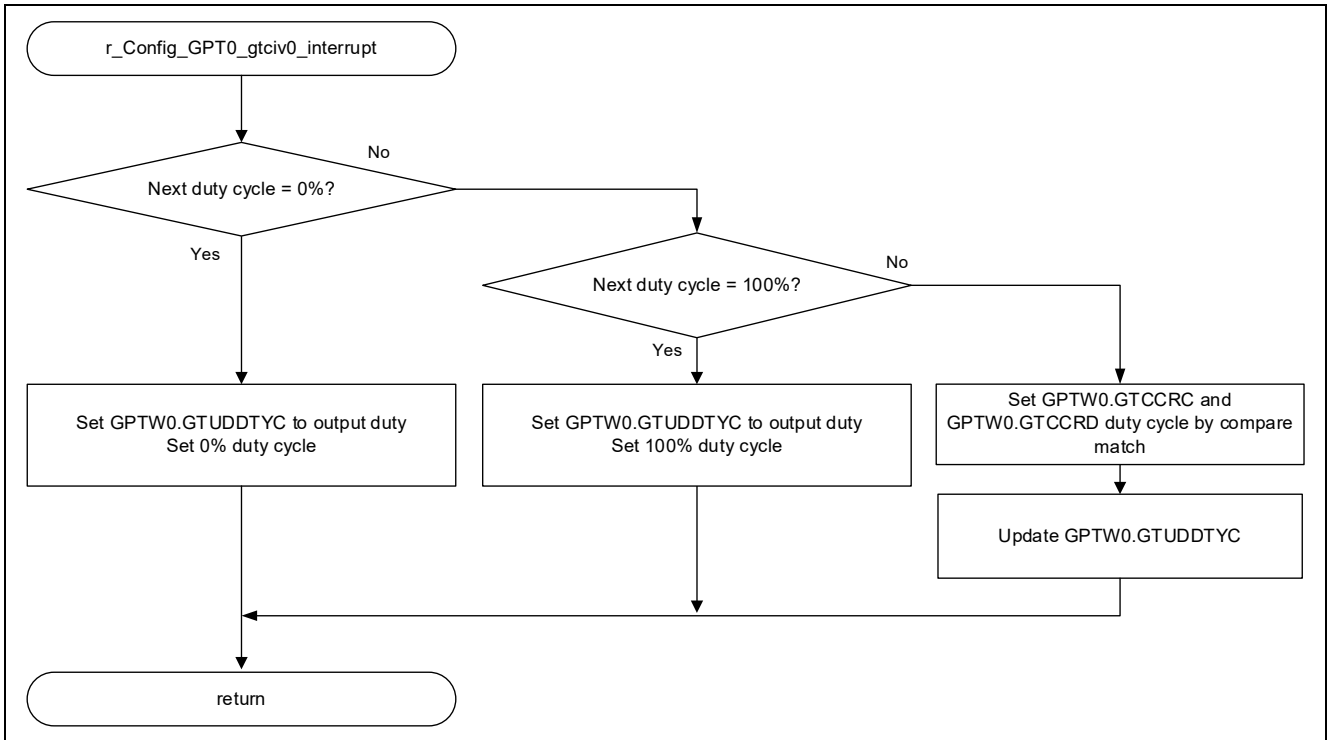 r_Config_GPT0_gtciv0_interrupt
No
Next duty cycle = 0%?
Yes
No
Next duty cycle = 100%?
Yes
Set GPTW0.GTUDDTYC to output duty
Set 0% duty cycle
Set GPTW0.GTUDDTYC to output duty
Set 100% duty cycle
Set GPTW0.GTCCRC and
GPTW0.GTCCRD duty cycle by compare
match
Update GPTW0.GTUDDTYC
return